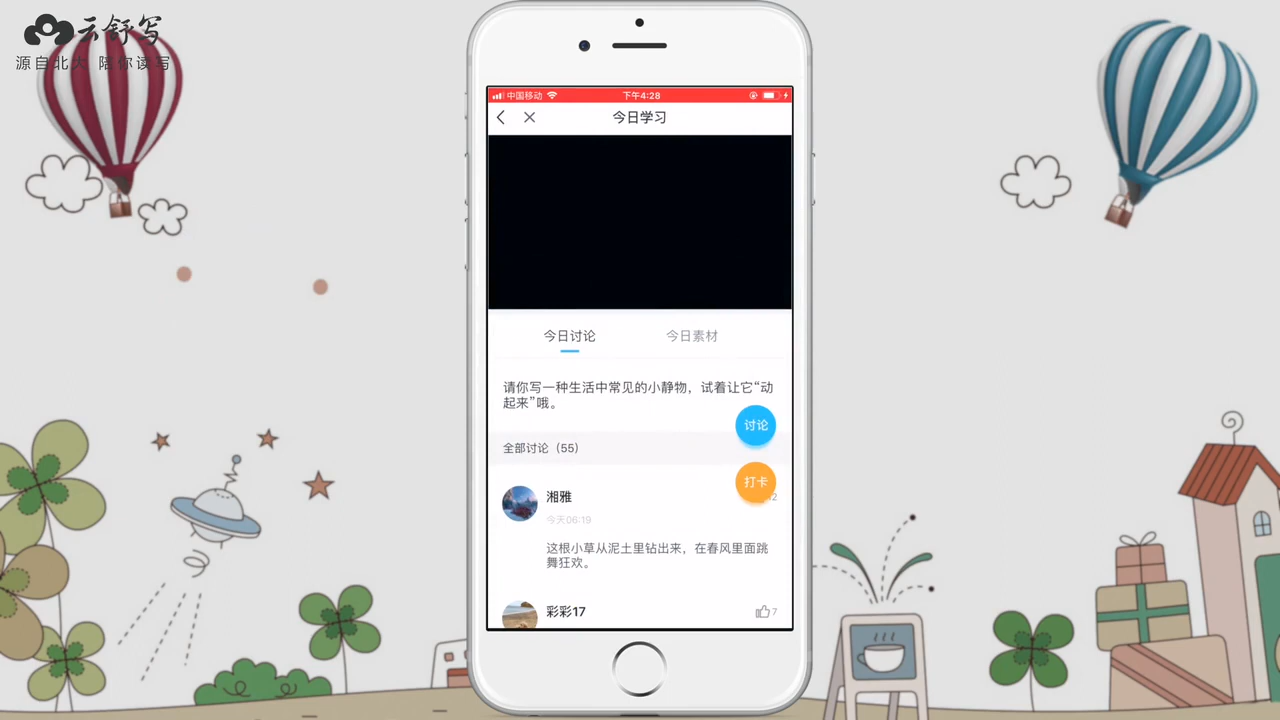 云舒写
源自北大 陪你读写
中国移动 下午4:28
今日学习
今日讨论 今日素材
请你写一种生活中常见的小静物，试着让它“动
起来”哦。
讨论
全部讨论（55）
打卡
湘雅
今天06:19
这根小草从泥土里钻出来，在春风里面跳
舞狂欢。
彩彩17 7